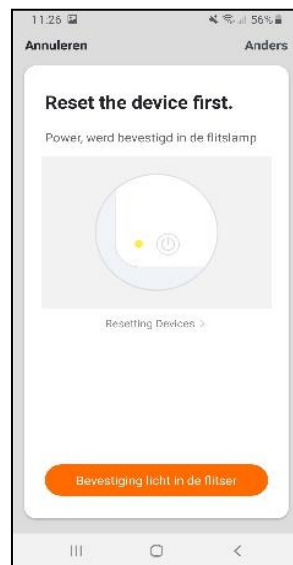 11.26 56%
Annuleren Anders
Reset the device first.
Power, werd bevestigd in de flitslamp
Resetting Devices >
Bevestiging licht in de flitser